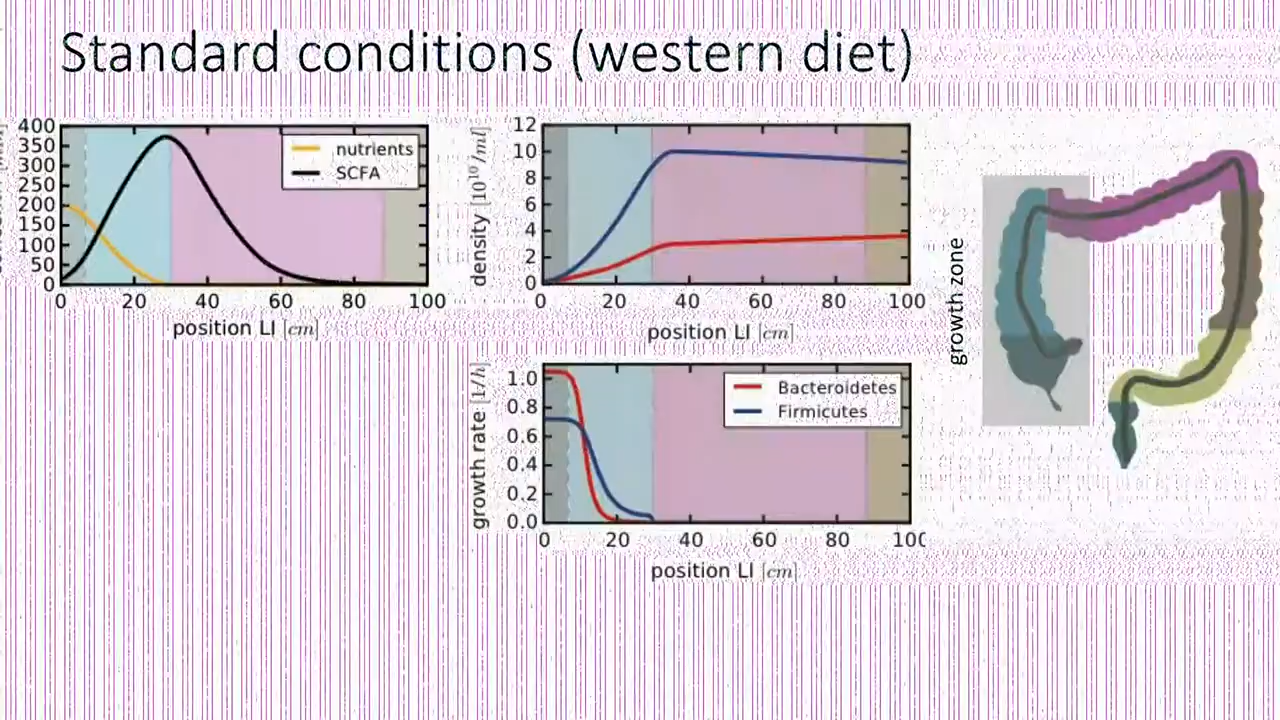 Standard conditions (western diet)
400
350
300
250
200
150
100
50
0
0 20 40 60 80 100
position LI [cm]
nutrients
SCFA
density [10^10/ml]
12
10
8
6
4
2
0
0 20 40 60 80 100
position LI [cm]
growth rate [1/h]
1.0
0.8
0.6
0.4
0.2
0.0
0 20 40 60 80
position LI [cm]
Bacteroidetes
Firmicutes
growth zone